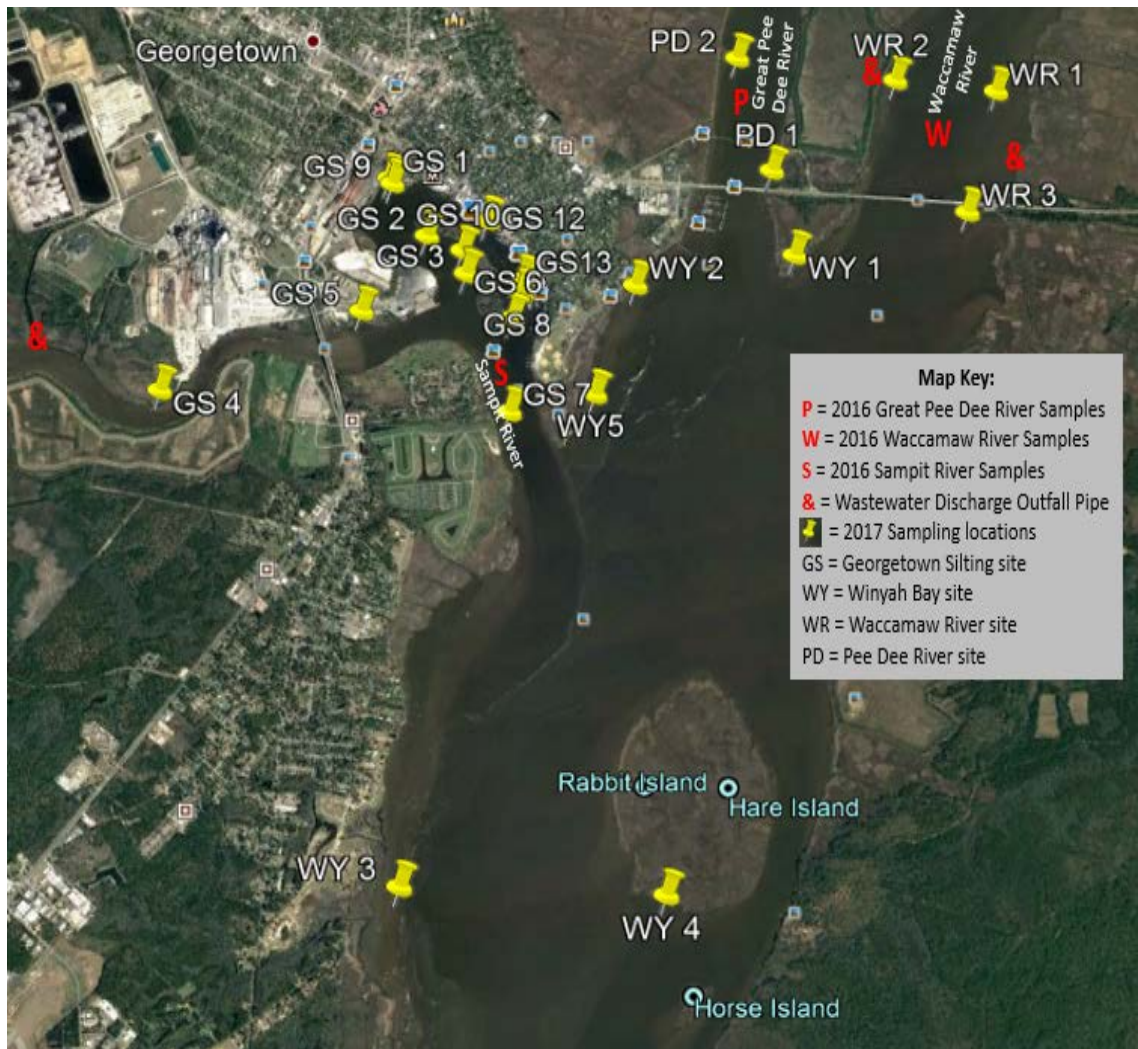 Georgetown
PD 2
Great Pee
Dee River
WR 2
Waccamaw
River
WR 1
&
P
W
&
PD 1
GS 9
GS 1
WR 3
GS 2
GS 10
GS 12
GS 3
GS 6
GS13
WY 2
WY 1
GS 5
GS 8
&
S
GS 4
GS 7
WY5
Sampit River
Map Key:
P = 2016 Great Pee Dee River Samples
W = 2016 Waccamaw River Samples
S = 2016 Sampit River Samples
& = Wastewater Discharge Outfall Pipe
= 2017 Sampling locations
GS = Georgetown Silting site
WY = Winyah Bay site
WR = Waccamaw River site
PD = Pee Dee River site
Rabbit Island
Hare Island
WY 3
WY 4
Horse Island